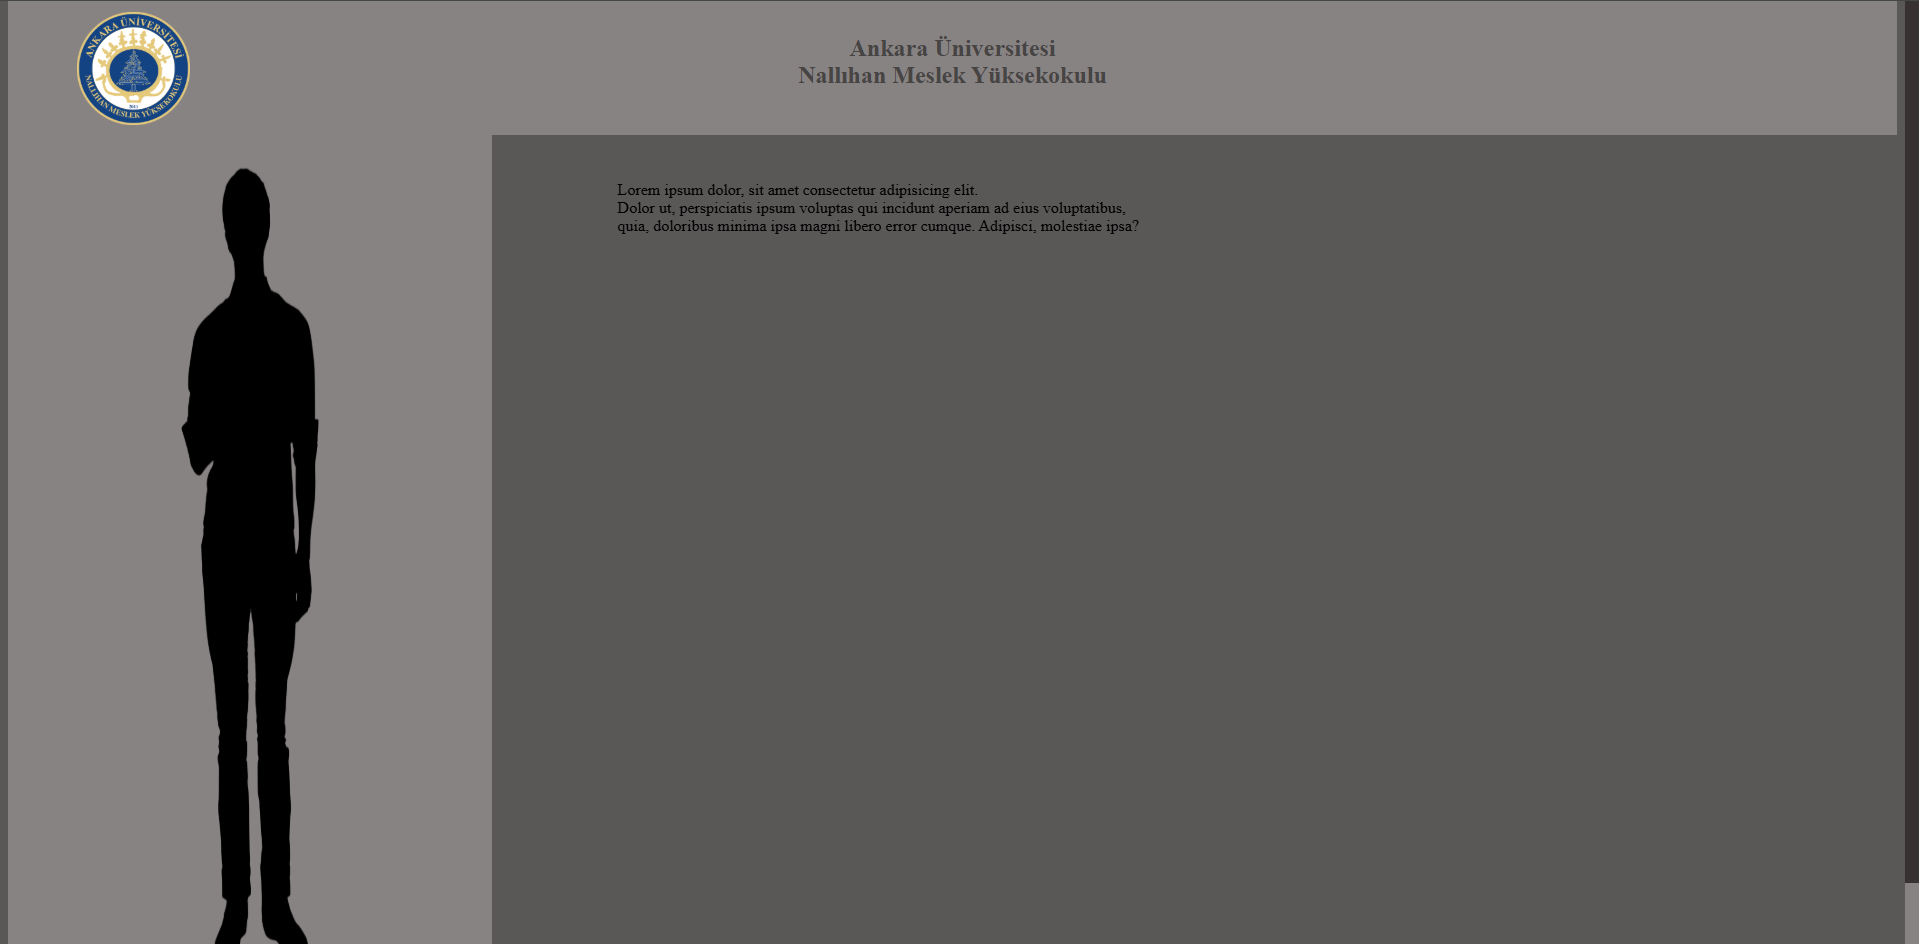 ANKARA ÜNİVERSİTESİ
NALLIHAN MESLEK YÜKSEKOKULU
Ankara Üniversitesi
Nallıhan Meslek Yüksekokulu
Lorem ipsum dolor, sit amet consectetur adipisicing elit.
Dolor ut, perspiciatis ipsum voluptas qui incidunt aperiam ad eius voluptatibus,
quia, doloribus minima ipsa magni libero error cumque. Adipisci, molestiae ipsa?